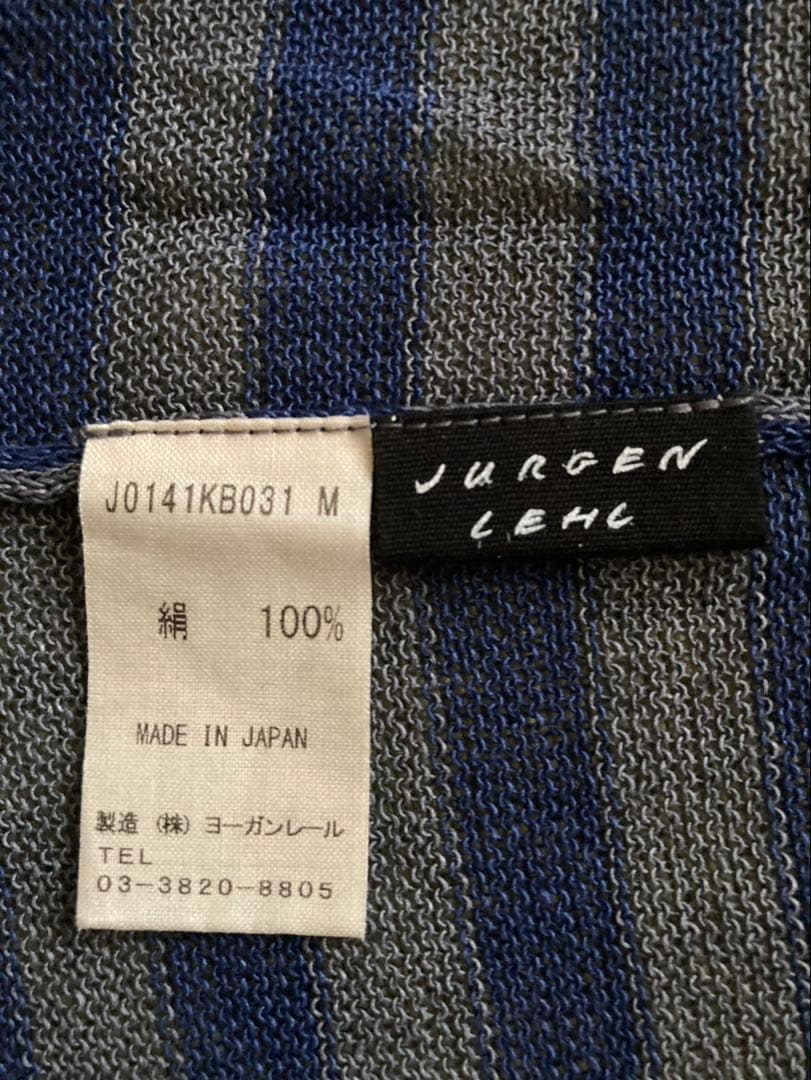 J0141KB031 M
絹 100%
MADE IN JAPAN
製造 (株) ヨーガンレール
TEL
03-3820-8805
JURGEN
LEHL